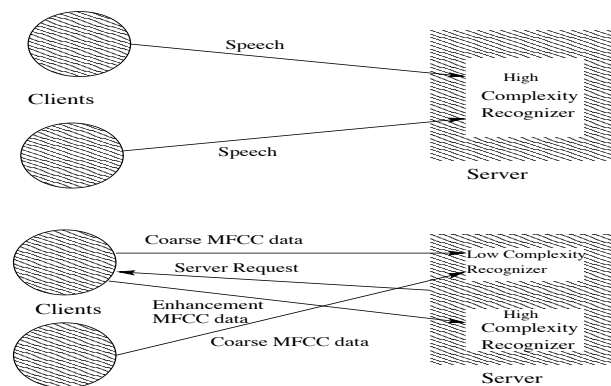 Speech
High
Complexity
Recognizer
Clients
Speech
Server
Coarse MFCC data
Low Complexity
Recognizer
Server Request
Clients
Enhancement
MFCC data
High
Complexity
Recognizer
Coarse MFCC data
Server